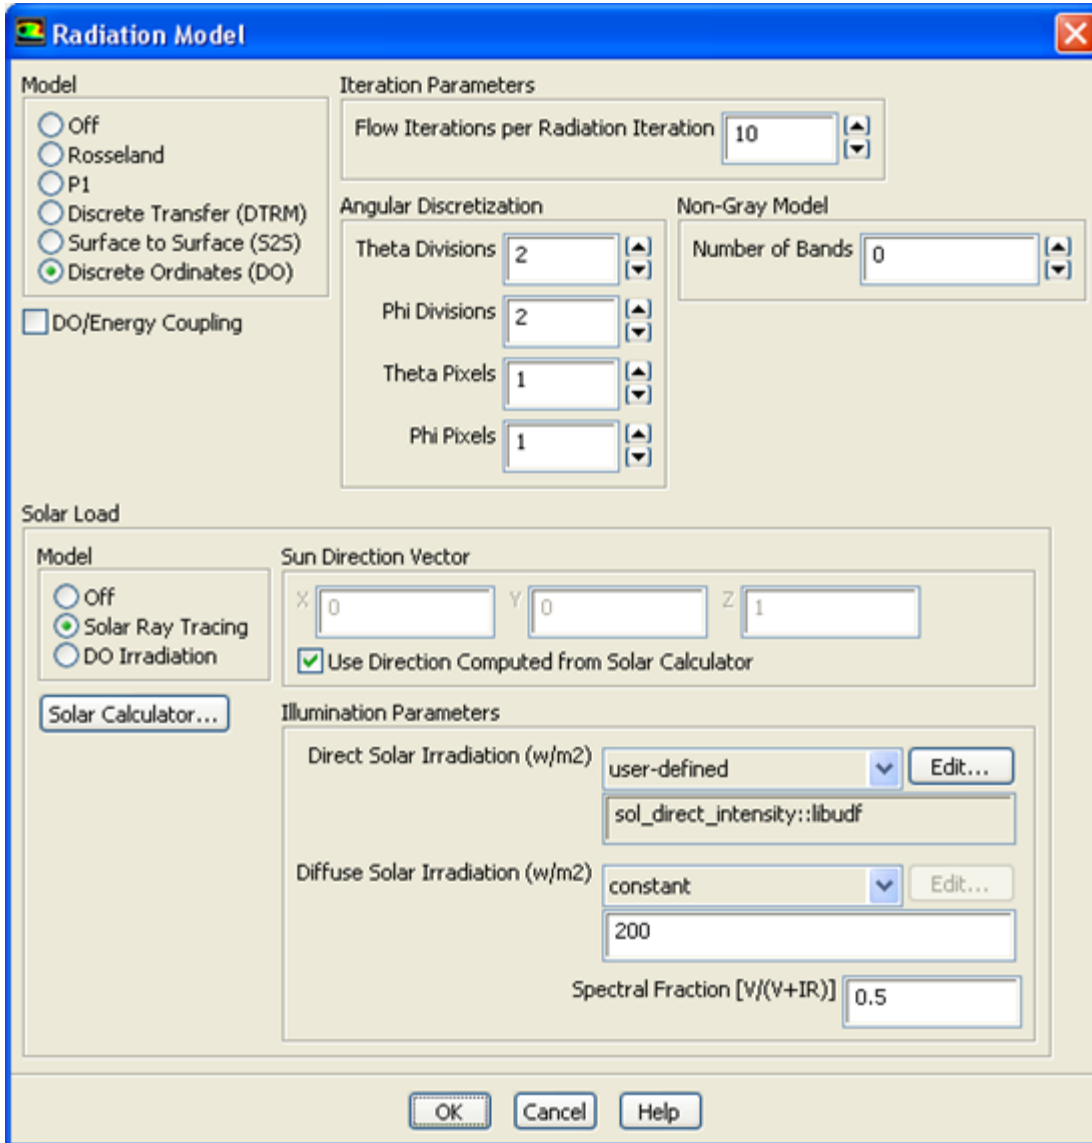 Radiation Model
Model
Off
Rosseland
P1
Discrete Transfer (DTRM)
Surface to Surface (S2S)
Discrete Ordinates (DO)
DO/Energy Coupling
Iteration Parameters
Flow Iterations per Radiation Iteration 10
Angular Discretization
Theta Divisions 2
Phi Divisions 2
Theta Pixels 1
Phi Pixels 1
Non-Gray Model
Number of Bands 0
Solar Load
Model
Off
Solar Ray Tracing
DO Irradiation
Solar Calculator...
Sun Direction Vector
X 0 Y 0 Z 1
Use Direction Computed from Solar Calculator
Illumination Parameters
Direct Solar Irradiation (w/m2) user-defined Edit...
sol_direct_intensity::libudf
Diffuse Solar Irradiation (w/m2) constant Edit...
200
Spectral Fraction [V/(V+IR)] 0.5
OK Cancel Help